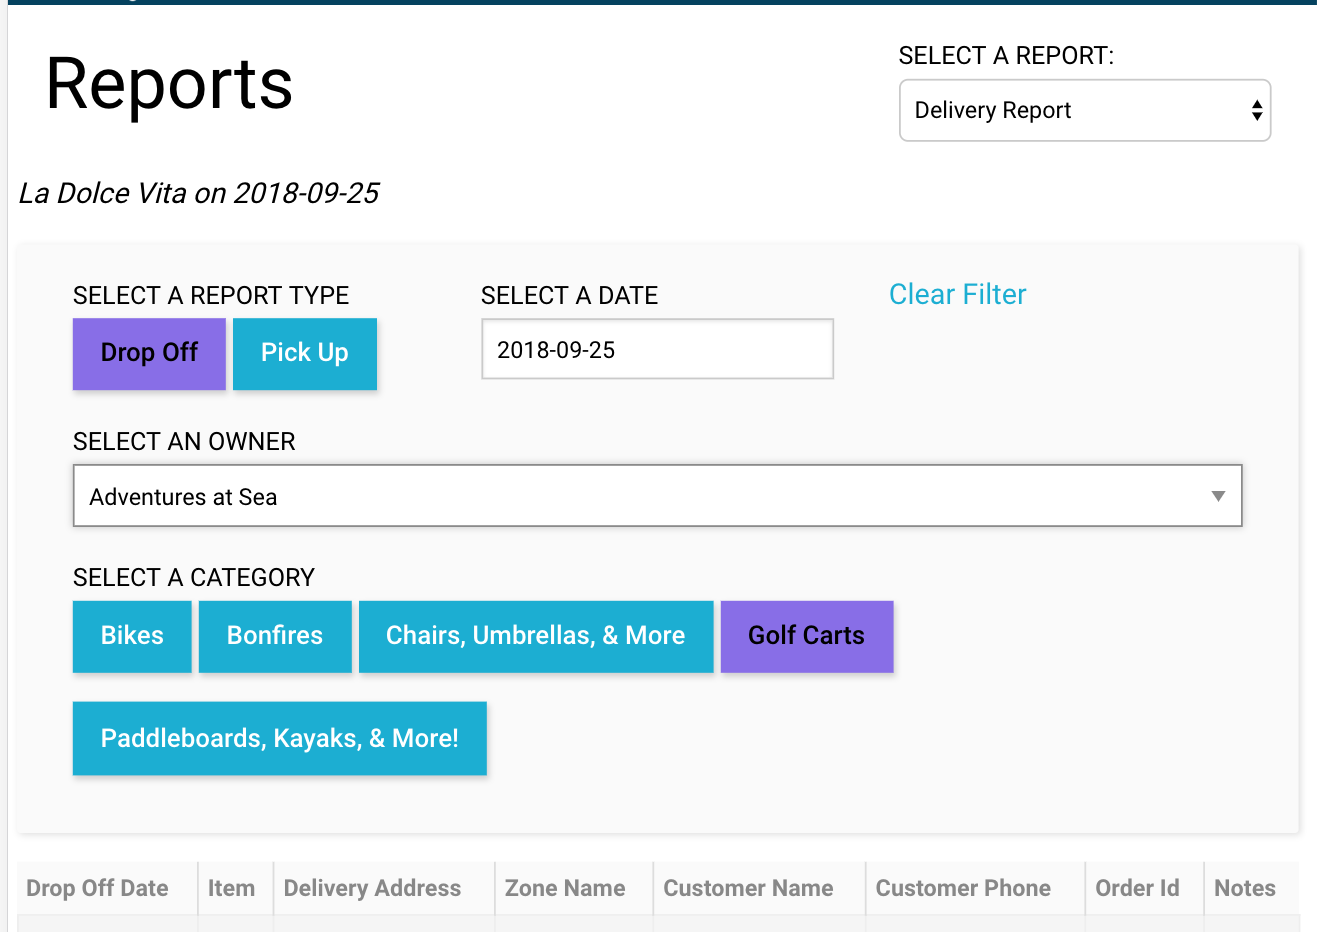 Reports
SELECT A REPORT:
Delivery Report
La Dolce Vita on 2018-09-25
SELECT A REPORT TYPE
SELECT A DATE
Clear Filter
Drop Off
Pick Up
2018-09-25
SELECT AN OWNER
Adventures at Sea
SELECT A CATEGORY
Bikes
Bonfires
Chairs, Umbrellas, & More
Golf Carts
Paddleboards, Kayaks, & More!
Drop Off Date
Item
Delivery Address
Zone Name
Customer Name
Customer Phone
Order Id
Notes